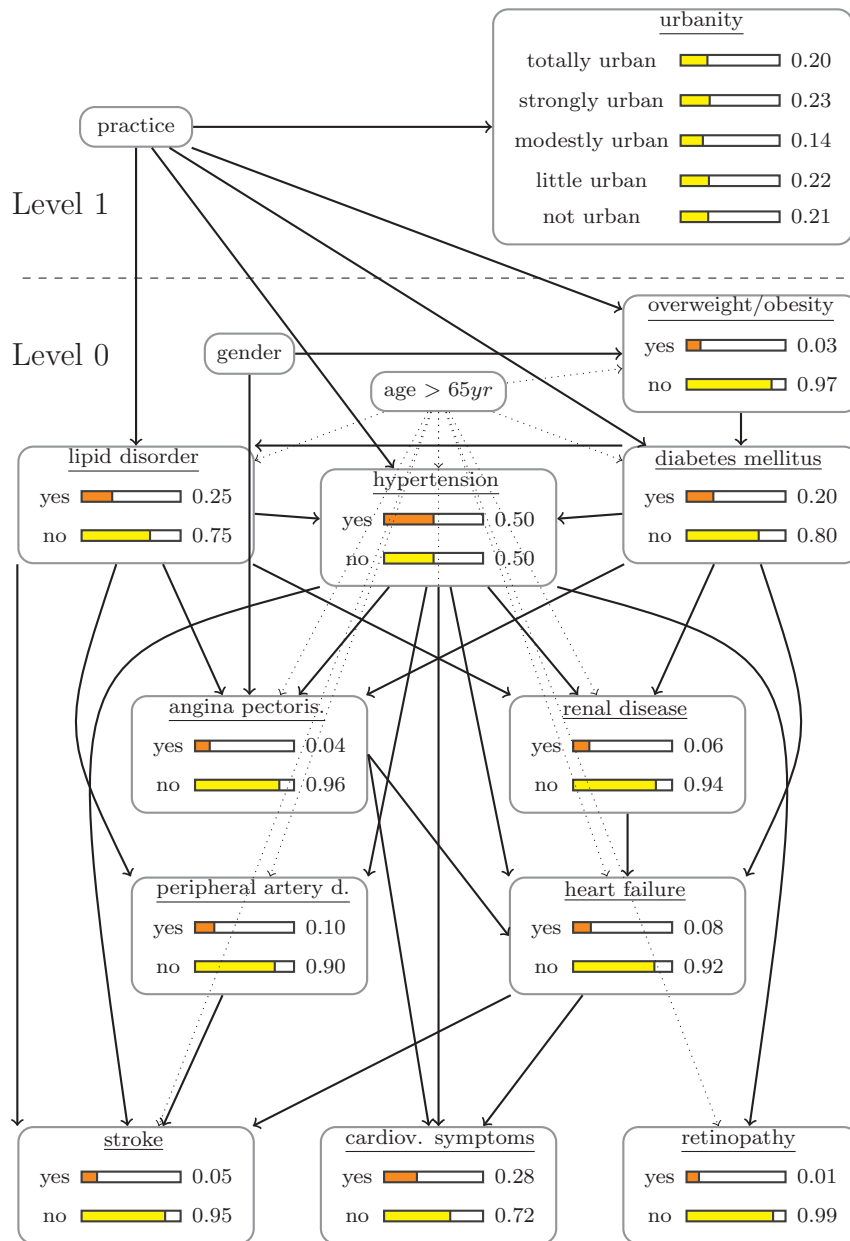 urbanity
totally urban 0.20
strongly urban 0.23
practice
modestly urban 0.14
little urban 0.22
Level 1
not urban 0.21
overweight/obesity
Level 0
gender
yes 0.03
age > 65yr
no 0.97
lipid disorder
yes 0.25
no 0.75
hypertension
yes 0.50
no 0.50
diabetes mellitus
yes 0.20
no 0.80
angina pectoris.
yes 0.04
no 0.96
renal disease
yes 0.06
no 0.94
peripheral artery d.
yes 0.10
no 0.90
heart failure
yes 0.08
no 0.92
stroke
yes 0.05
no 0.95
cardiov. symptoms
yes 0.28
no 0.72
retinopathy
yes 0.01
no 0.99